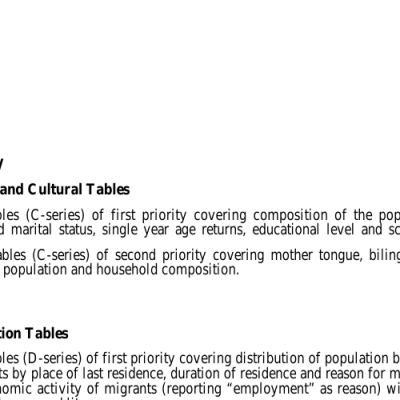 y
and Cultural Tables
les (C-series) of first priority covering composition of the pop
d marital status, single year age returns, educational level and sc
ables (C-series) of second priority covering mother tongue, biling
population and household composition.
tion Tables
les (D-series) of first priority covering distribution of population b
ts by place of last residence, duration of residence and reason for m
nomic activity of migrants (reporting “employment” as reason) wi